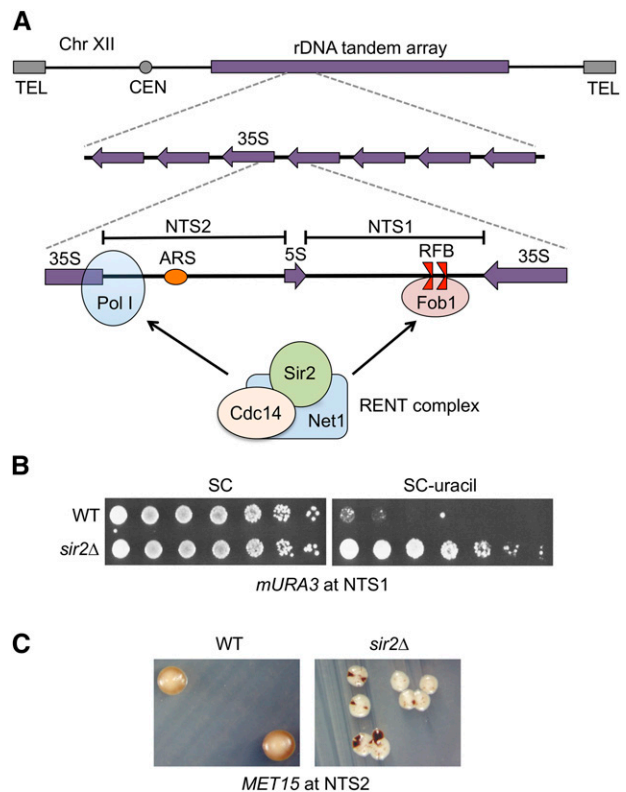 A
Chr XII
rDNA tandem array
TEL
CEN
TEL
35S
NTS2
NTS1
35S
ARS
5S
RFB
35S
Pol I
Fob1
Sir2
Cdc14
Net1
RENT complex
B
SC
SC-uracil
WT
sir2Δ
mURA3 at NTS1
C
WT
sir2Δ
MET15 at NTS2